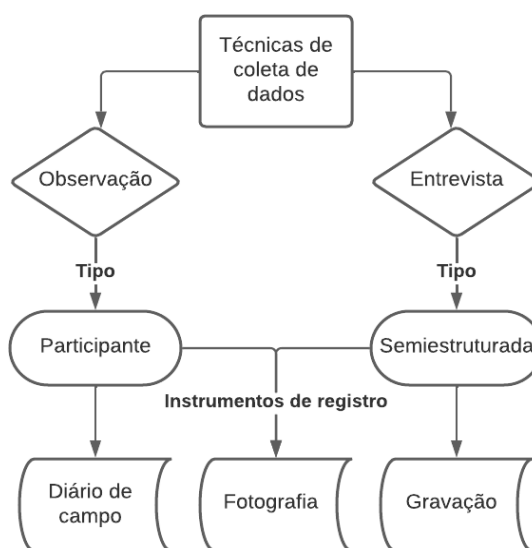 Técnicas de
coleta de
dados
Observação
Entrevista
Tipo
Tipo
Participante
Semiestruturada
Instrumentos de registro
Diário de
campo
Fotografia
Gravação